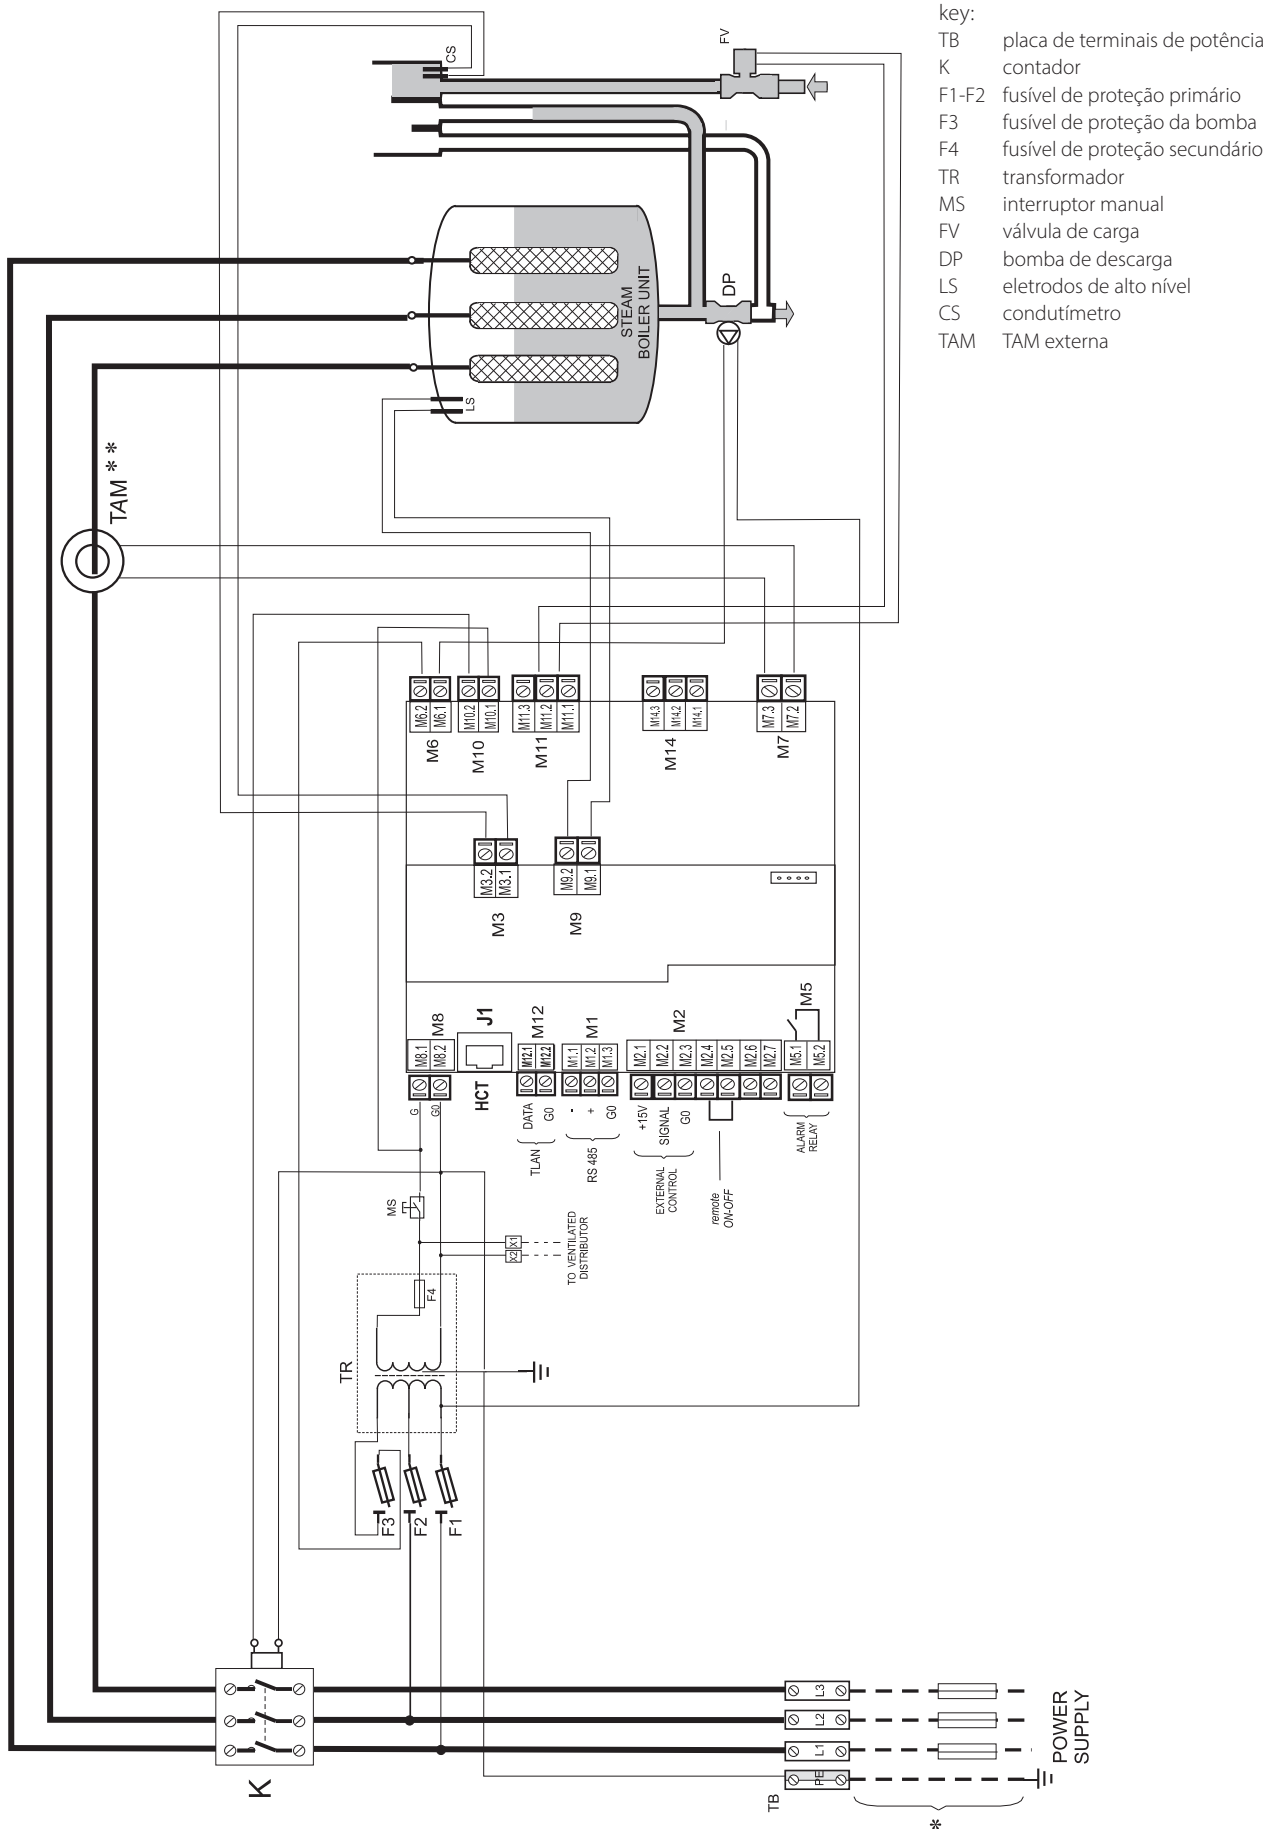 key:
TB placa de terminais de potência
K contador
F1-F2 fusível de proteção primário
F3 fusível de proteção da bomba
F4 fusível de proteção secundário
TR transformador
MS interruptor manual
FV válvula de carga
DP bomba de descarga
LS eletrodos de alto nível
CS condutímetro
TAM TAM externa
CS
FV
STEAM
BOILER UNIT
DP
LS
TAM * *
M6.2
M6.1
M10.2
M10.1
M11.3
M11.2
M11.1
M14.3
M14.2
M14.1
M7.3
M7.2
M6
M10
M11
M14
M7
M3.2
M3.1
M9.2
M9.1
M3
M9
M8
J1
M12
M1
M2
M5
M8.1
M8.2
HCT
M12.1
M12.2
M1.1
M1.2
M1.3
M2.1
M2.2
M2.3
M2.4
M2.5
M2.6
M2.7
M5.1
M5.2
G
G0
DATA
G0
-
+
G0
+15V
SIGNAL
G0
TLAN
RS 485
EXTERNAL
CONTROL
remote
ON-OFF
ALARM
RELAY
MS
X1
X2
TO VENTILATED
DISTRIBUTOR
F4
TR
F3
F2
F1
K
L3
L2
L1
PE
TB
POWER
SUPPLY
*